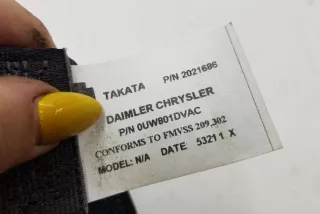 TAKATA P/N 2021686
DAIMLER CHRYSLER
P/N 0UW801DVAC
CONFORMS TO FMVSS 209,302
MODEL: N/A DATE 5321 1 X